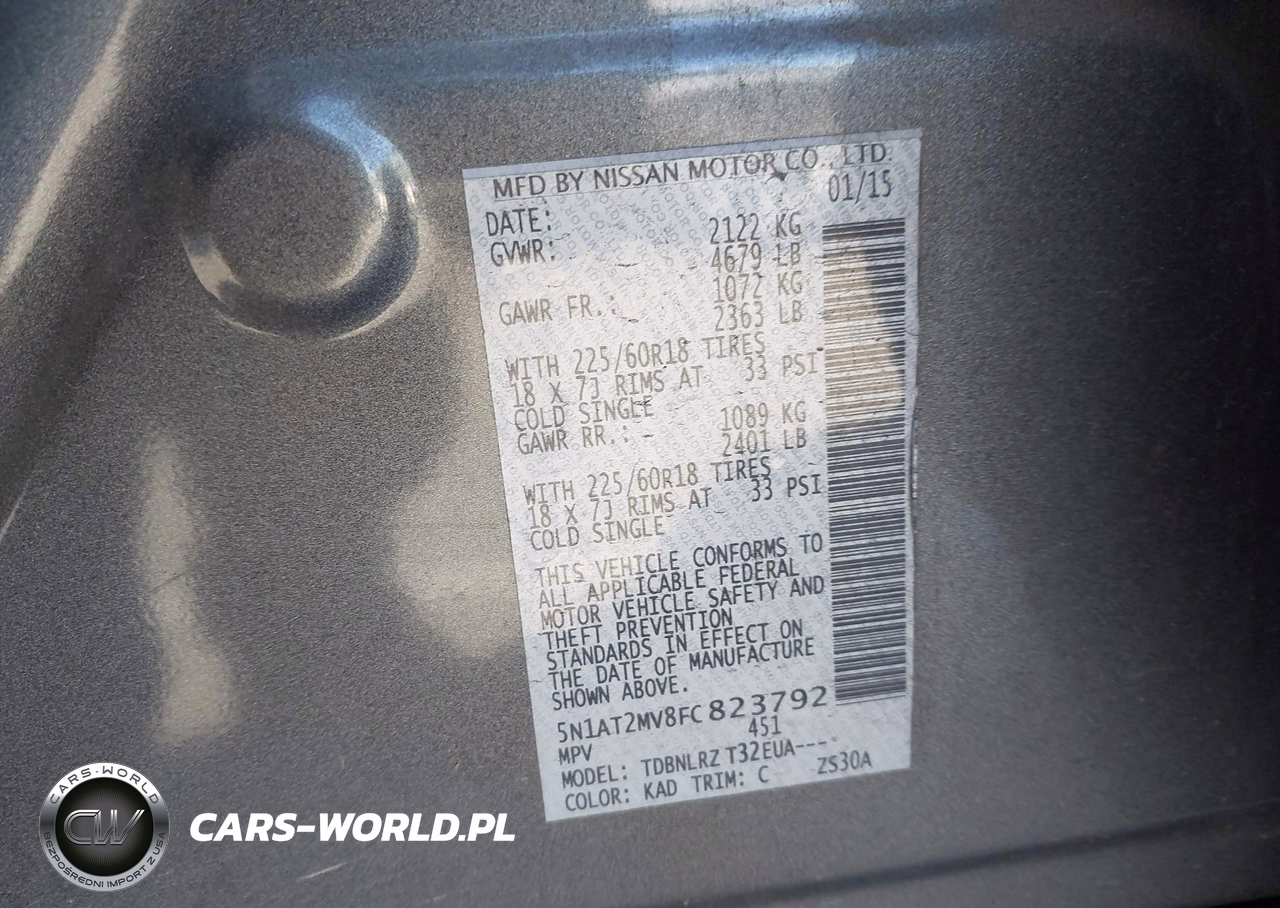 MFD BY NISSAN MOTOR CO., LTD.
DATE: 01/15
GVWR: 2122 KG
4679 LB
GAWR FR.: 1072 KG
2363 LB
WITH 225/60R18 TIRES
18 X 7J RIMS AT 33 PSI
COLD SINGLE
GAWR RR.: 1089 KG
2401 LB
WITH 225/60R18 TIRES
18 X 7J RIMS AT 33 PSI
COLD SINGLE
THIS VEHICLE CONFORMS TO
ALL APPLICABLE FEDERAL
MOTOR VEHICLE SAFETY AND
THEFT PREVENTION
STANDARDS IN EFFECT ON
THE DATE OF MANUFACTURE
SHOWN ABOVE.
5N1AT2MV8FC823792
MPV 451
MODEL: TDBNLRZ T32EUA----
COLOR: KAD TRIM: C ZS30A
CARS-WORLD
CW
BEZPOŚREDNI IMPORT Z USA
CARS-WORLD.PL